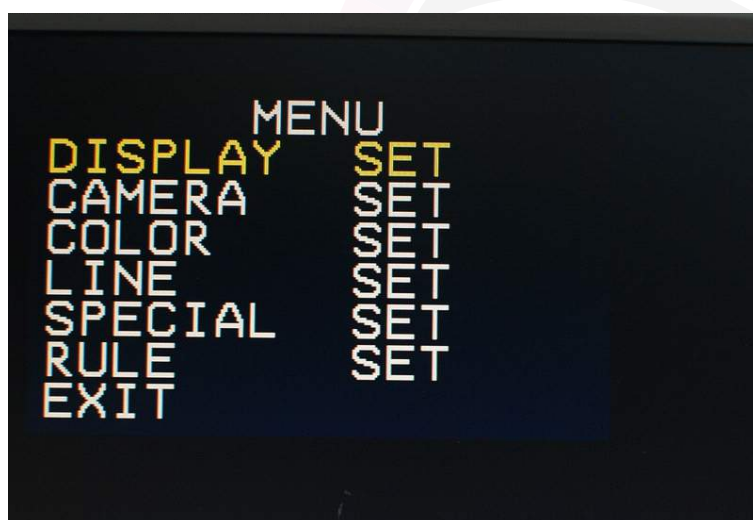 MENU
DISPLAY SET
CAMERA SET
COLOR SET
LINE SET
SPECIAL SET
RULE SET
EXIT